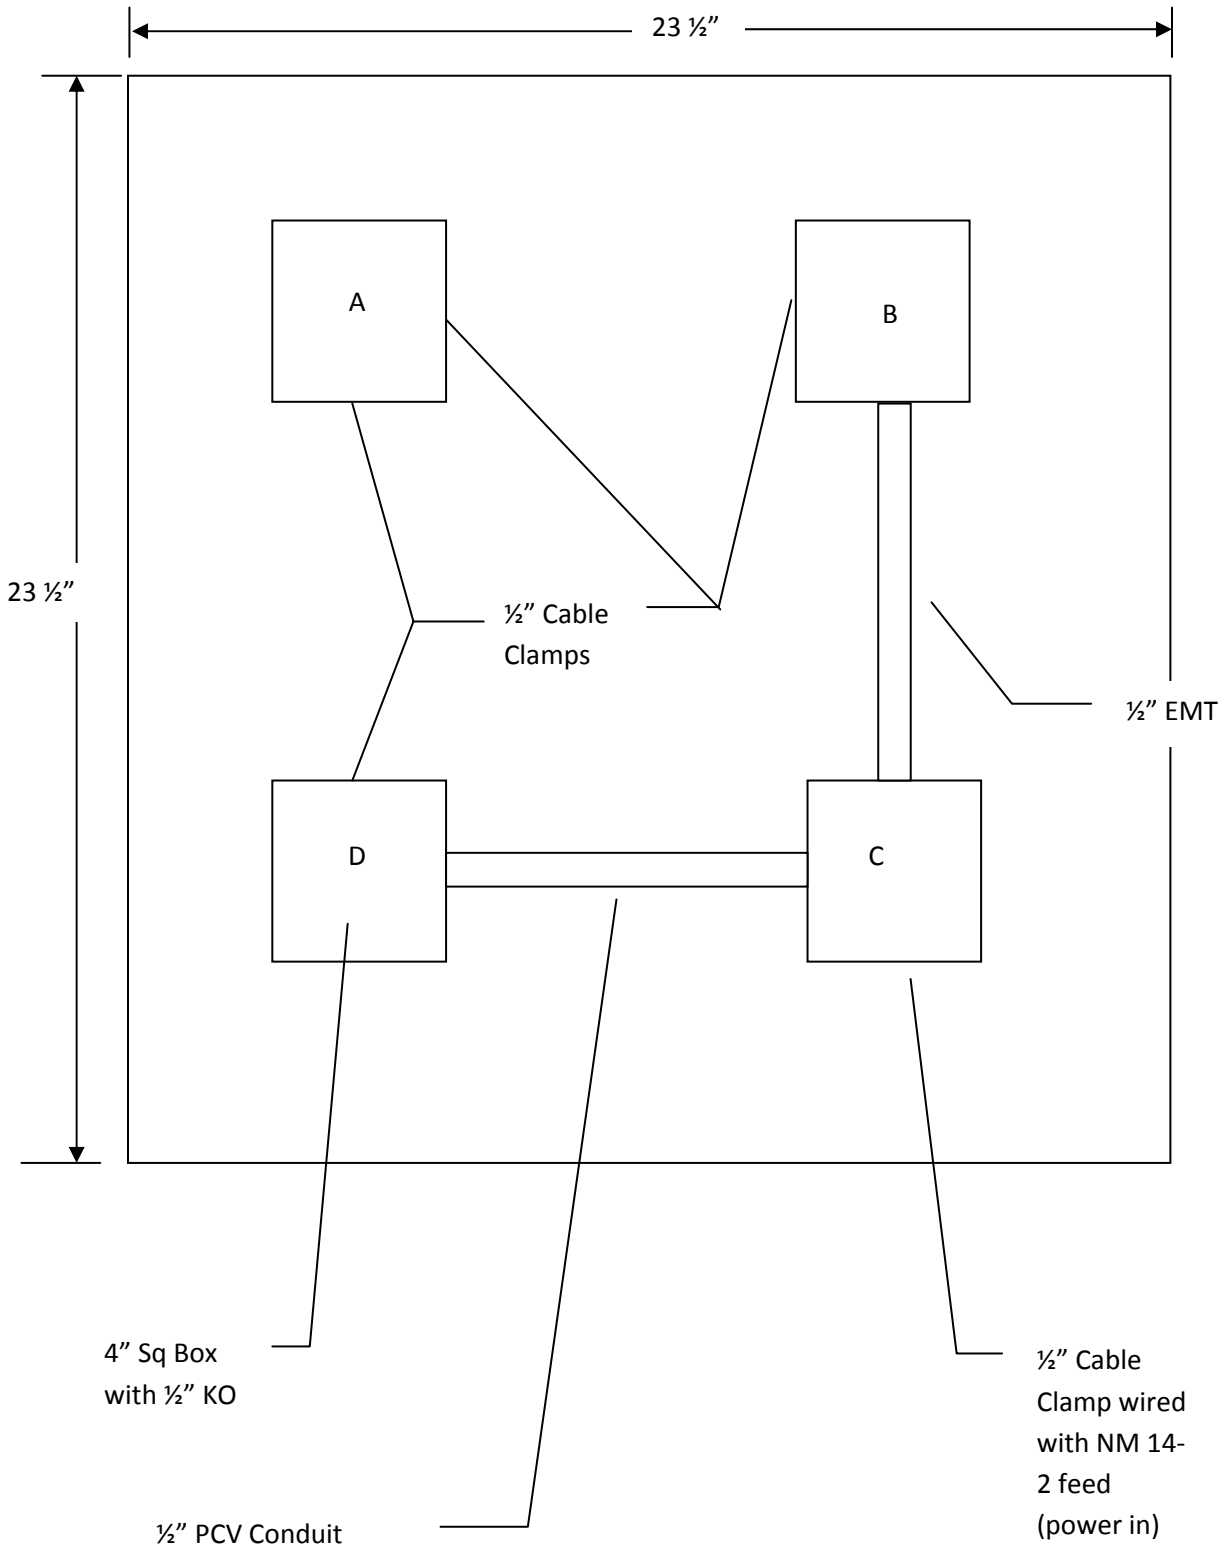 23 ½”
A
B
23 ½”
½” Cable
Clamps
½” EMT
D
C
4” Sq Box
with ½” KO
½” Cable
Clamp wired
with NM 14-
2 feed
(power in)
½” PCV Conduit